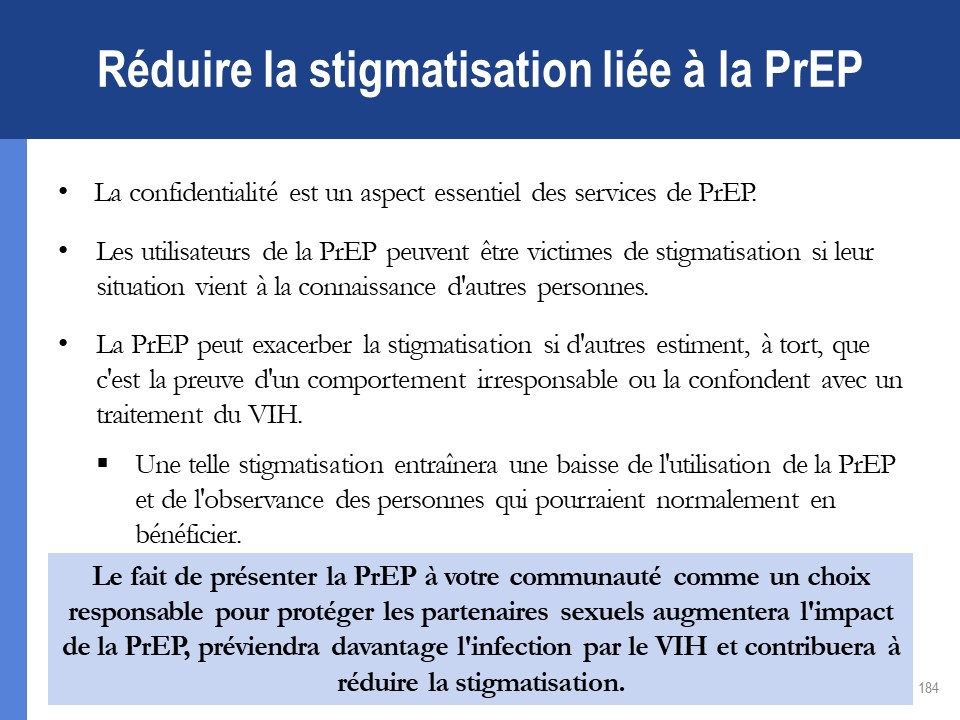 Réduire la stigmatisation liée à la PrEP
• La confidentialité est un aspect essentiel des services de PrEP.
• Les utilisateurs de la PrEP peuvent être victimes de stigmatisation si leur
situation vient à la connaissance d'autres personnes.
• La PrEP peut exacerber la stigmatisation si d'autres estiment, à tort, que
c'est la preuve d'un comportement irresponsable ou la confondent avec un
traitement du VIH.
▪ Une telle stigmatisation entraînera une baisse de l'utilisation de la PrEP
et de l'observance des personnes qui pourraient normalement en
bénéficier.
Le fait de présenter la PrEP à votre communauté comme un choix
responsable pour protéger les partenaires sexuels augmentera l'impact
de la PrEP, préviendra davantage l'infection par le VIH et contribuera à
réduire la stigmatisation.
184